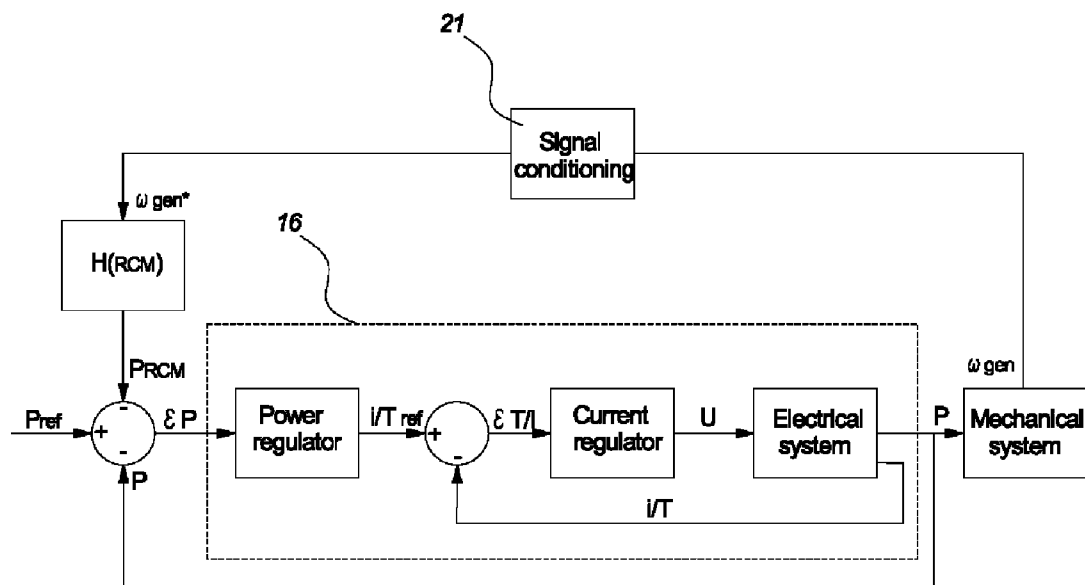 21
Signal
conditioning
ω gen*
16
H(RCM)
PRCM
ω gen
Pref
+
-
-
P
ε P
Power
regulator
i/T ref
+
-
ε T/I
Current
regulator
U
Electrical
system
P
Mechanical
system
i/T